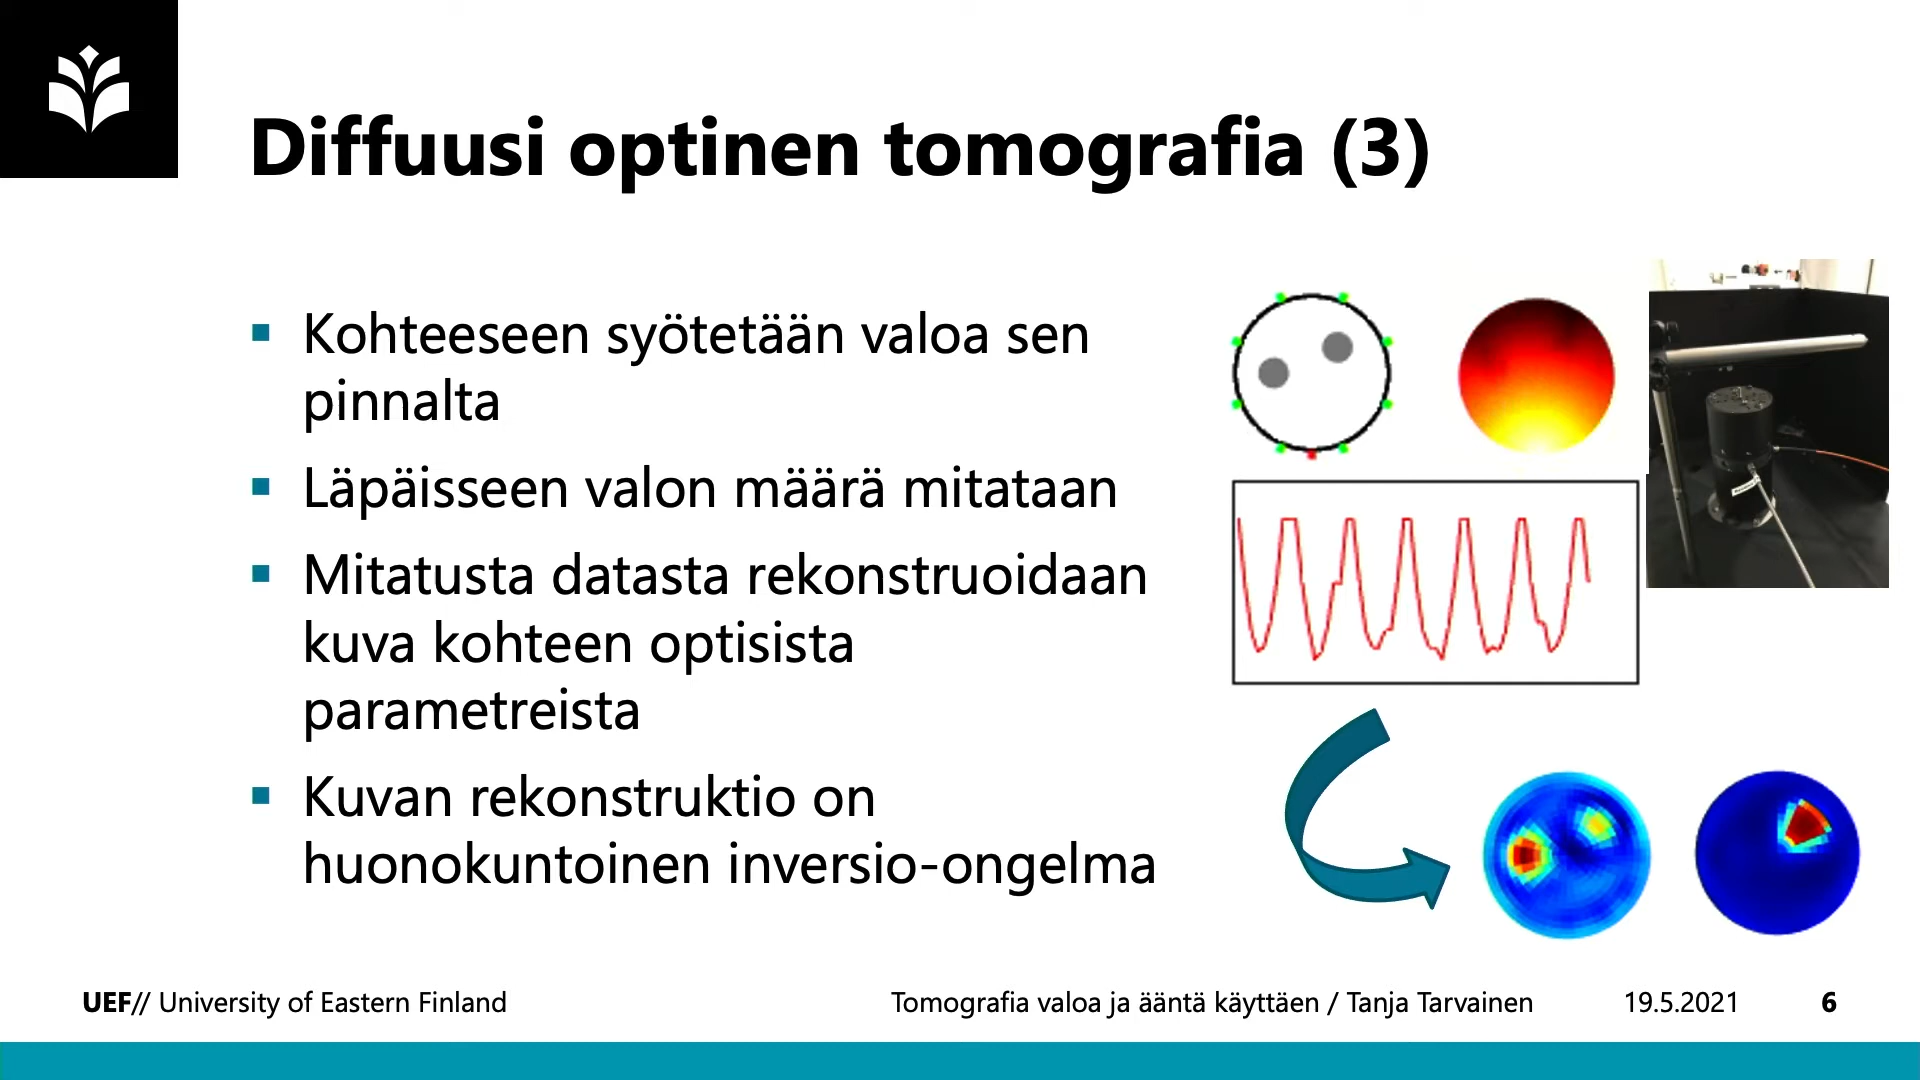 Diffuusi optinen tomografia (3)
Kohteeseen syötetään valoa sen
pinnalta
Läpäisseen valon määrä mitataan
Mitatusta datasta rekonstruoidaan
kuva kohteen optisista
parametreista
Kuvan rekonstruktio on
huonokuntoinen inversio-ongelma
UEF// University of Eastern Finland
Tomografia valoa ja ääntä käyttäen / Tanja Tarvainen
19.5.2021
6